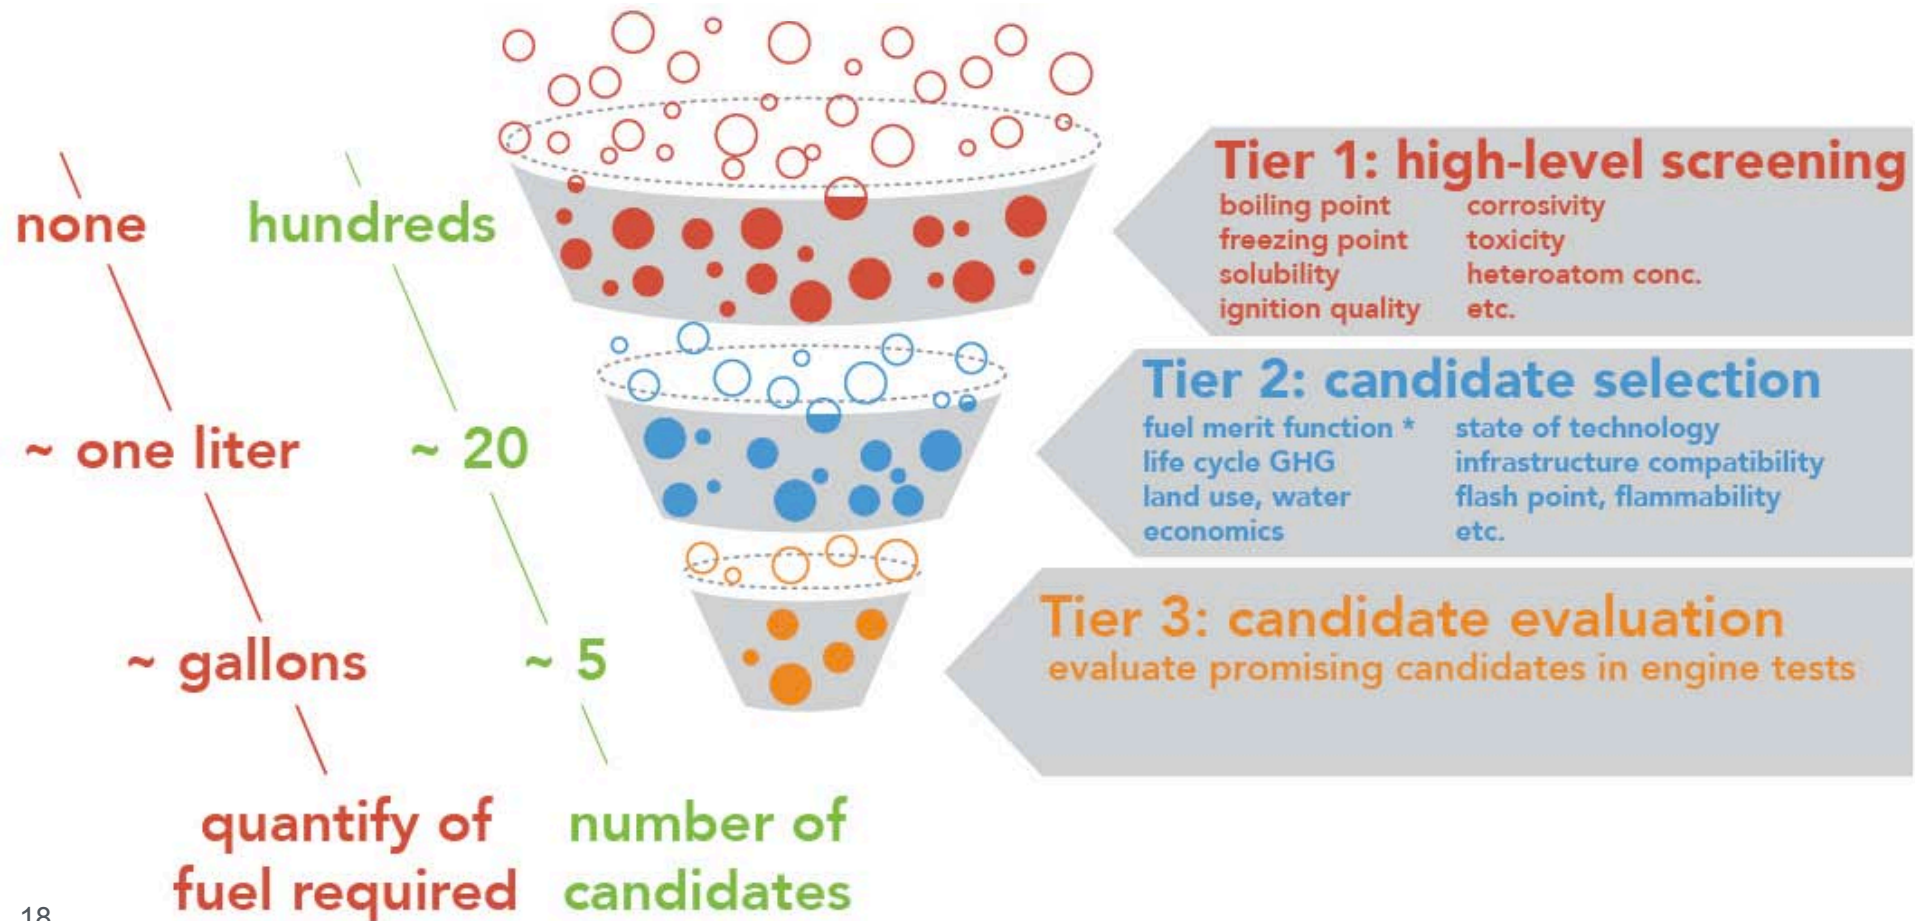 none
hundreds
~ one liter
~ 20
~ gallons
~ 5
quantify of
fuel required
number of
candidates
Tier 1: high-level screening
boiling point
freezing point
solubility
ignition quality
corrosivity
toxicity
heteroatom conc.
etc.
Tier 2: candidate selection
fuel merit function *
life cycle GHG
land use, water
economics
state of technology
infrastructure compatibility
flash point, flammability
etc.
Tier 3: candidate evaluation
evaluate promising candidates in engine tests
18